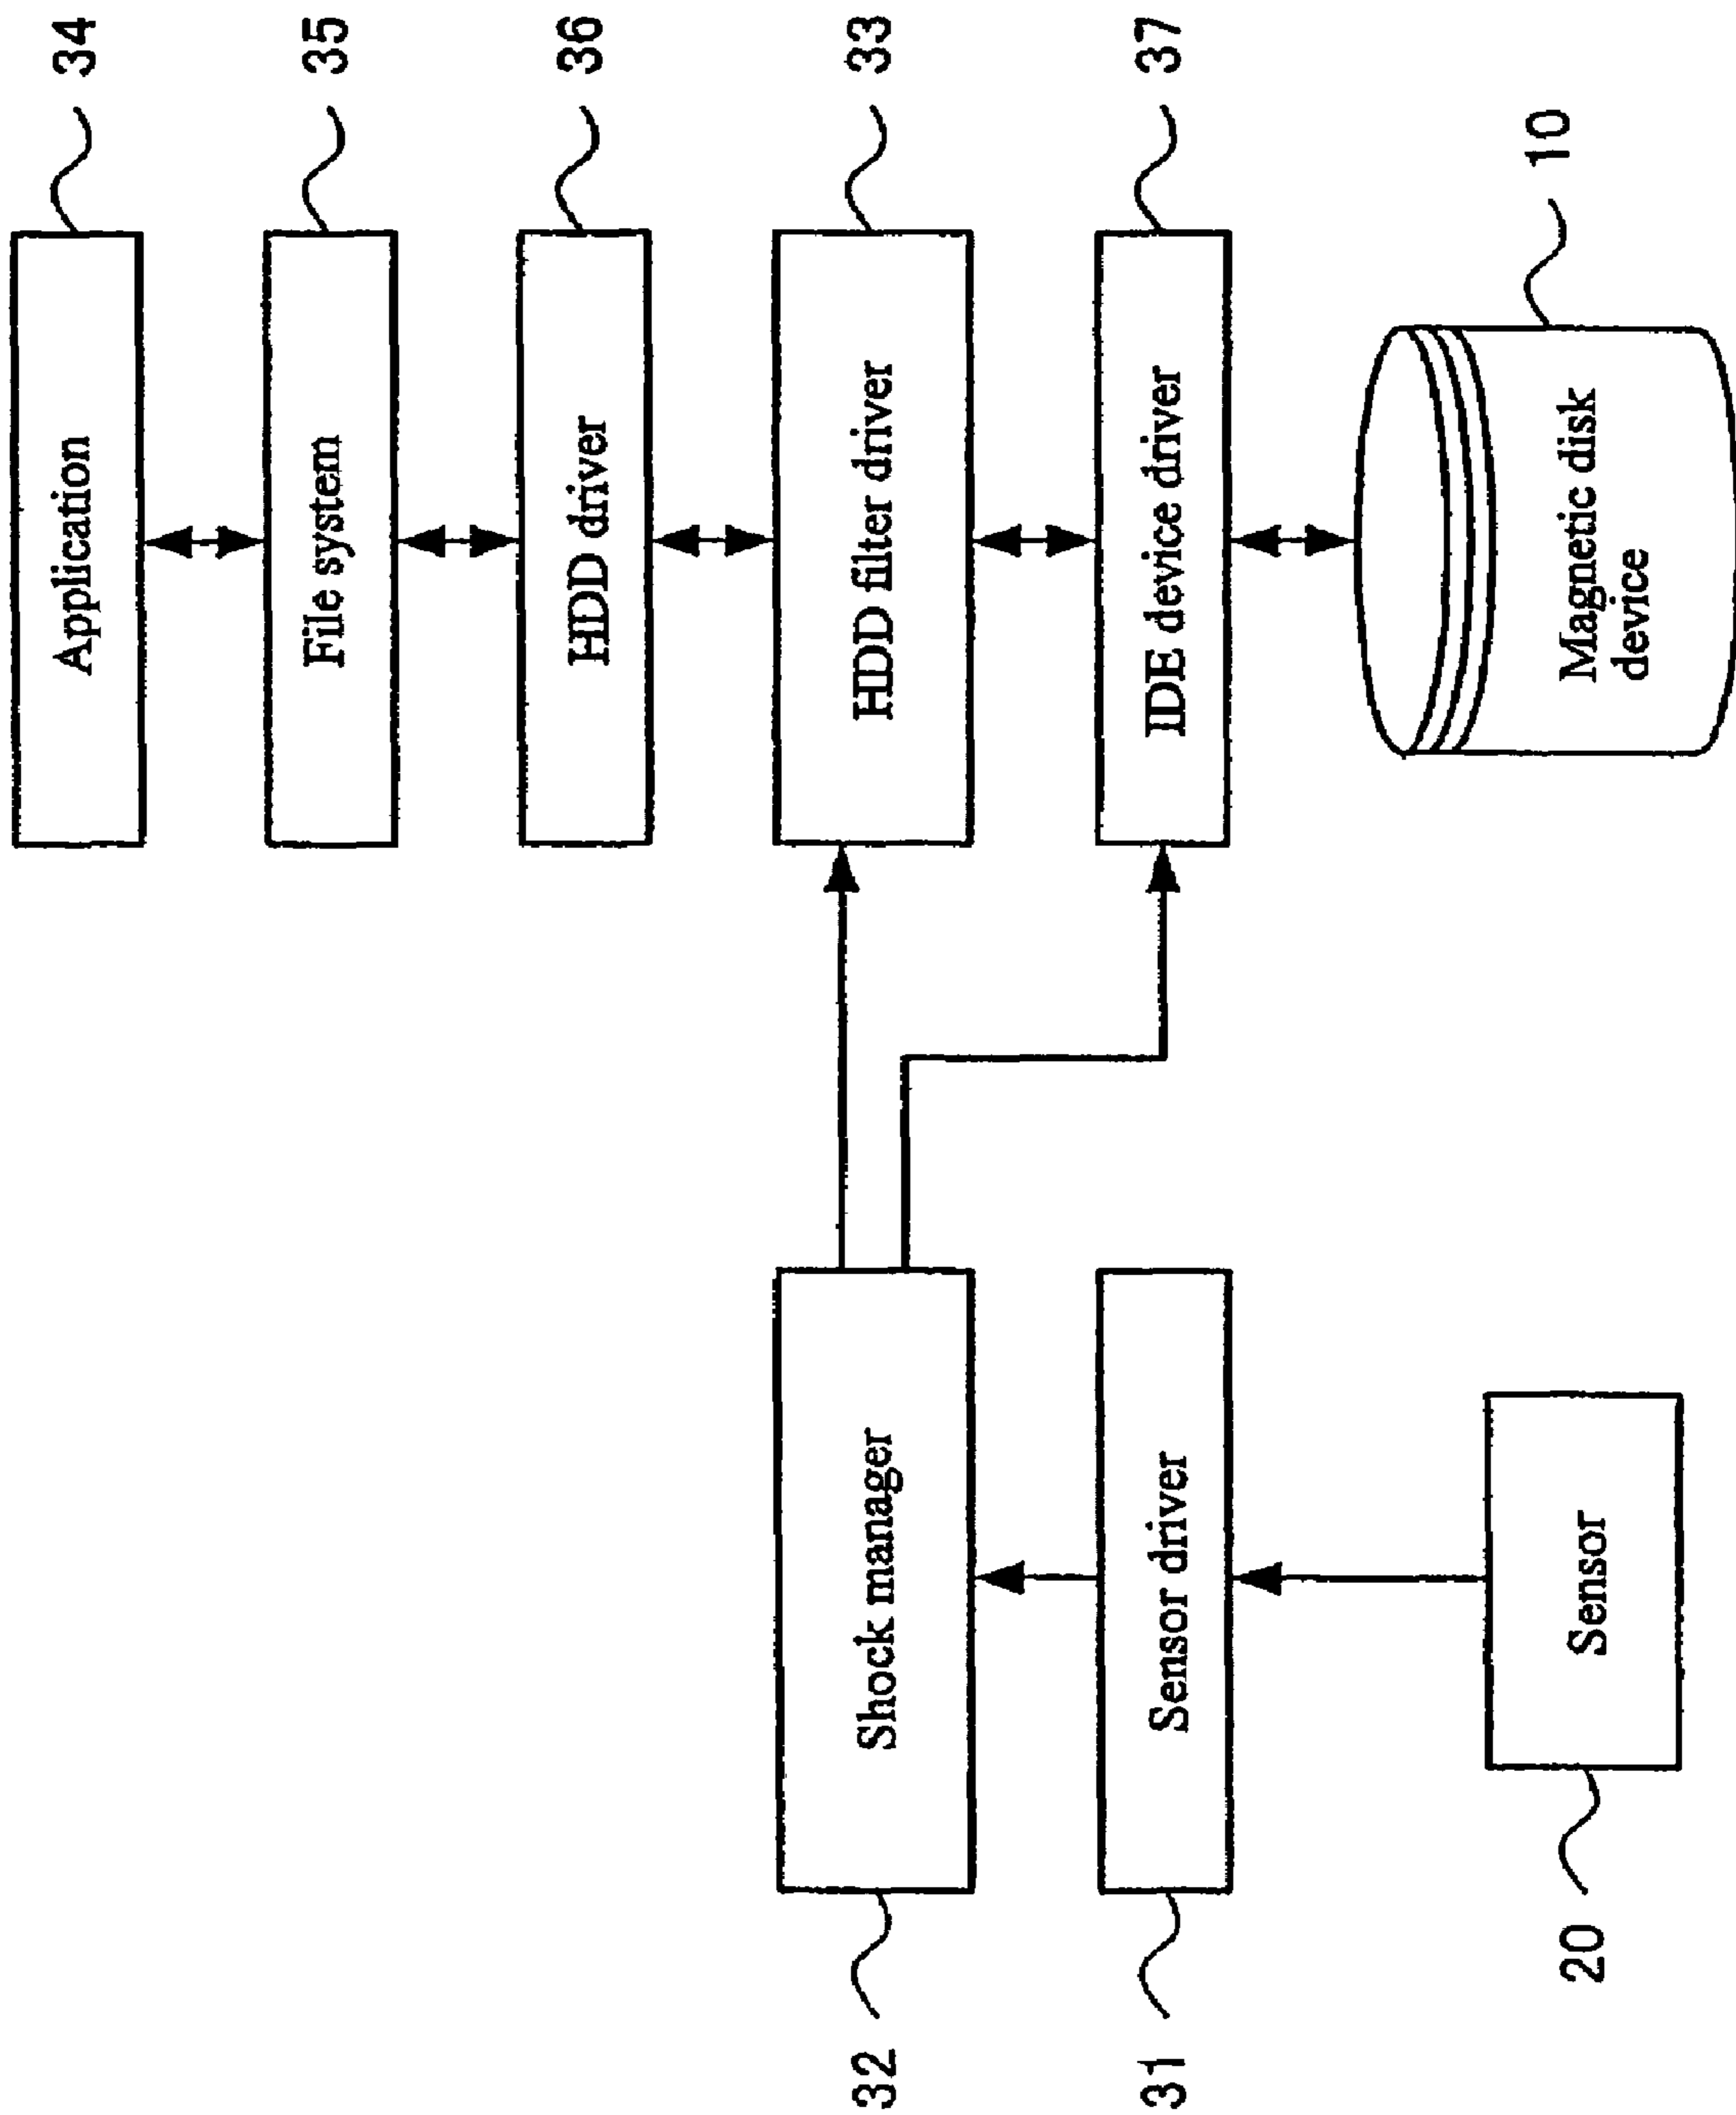 Application
34
File system
35
HDD driver
36
Shock manager
32
HDD filter driver
33
Sensor driver
31
IDE device driver
37
Sensor
20
Magnetic disk
device
10